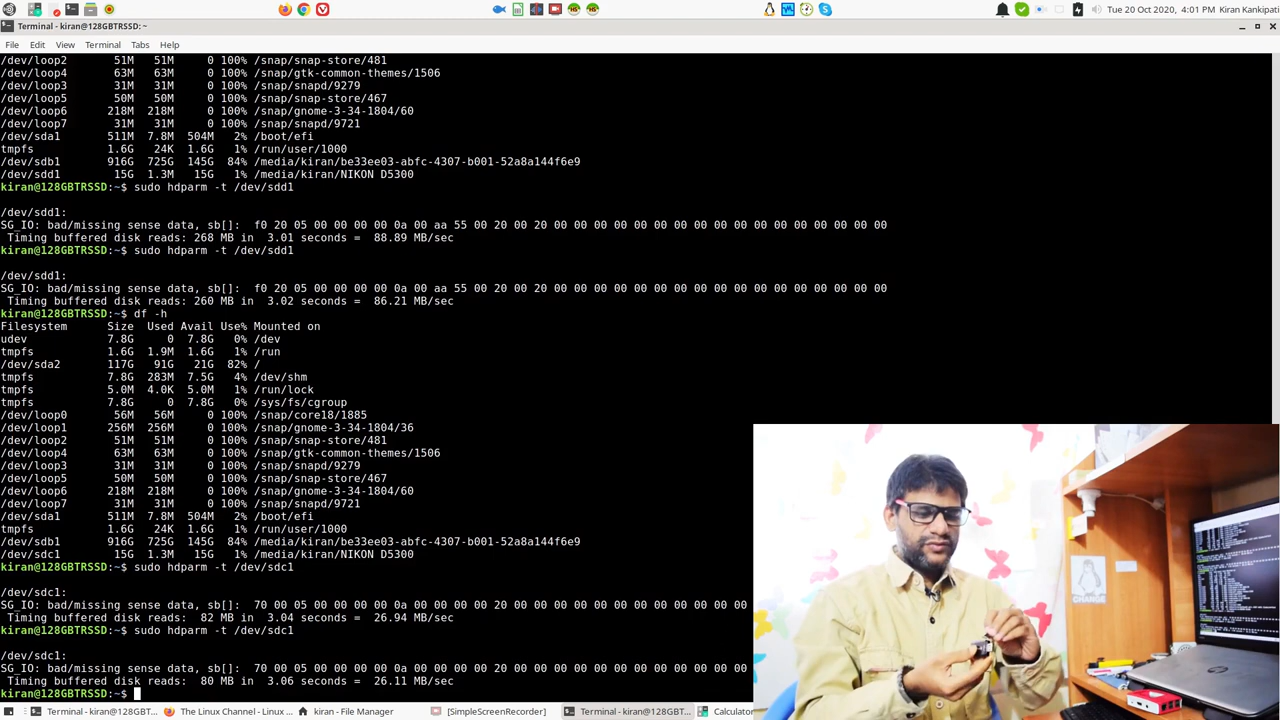 Tue 20 Oct 2020, 4:01 PM Kiran Kankipati
Terminal - kiran@128GBTRSSD: ~
File Edit View Terminal Tabs Help
/dev/loop2 51M 51M 0 100% /snap/snap-store/481
/dev/loop4 63M 63M 0 100% /snap/gtk-common-themes/1506
/dev/loop3 31M 31M 0 100% /snap/snapd/9279
/dev/loop5 50M 50M 0 100% /snap/snap-store/467
/dev/loop6 218M 218M 0 100% /snap/gnome-3-34-1804/60
/dev/loop7 31M 31M 0 100% /snap/snapd/9721
/dev/sda1 511M 7.8M 504M 2% /boot/efi
tmpfs 1.6G 24K 1.6G 1% /run/user/1000
/dev/sdb1 916G 725G 145G 84% /media/kiran/be33ee03-abfc-4307-b001-52a8a144f6e9
/dev/sdd1 15G 1.3M 15G 1% /media/kiran/NIKON D5300
kiran@128GBTRSSD:~$ sudo hdparm -t /dev/sdd1
/dev/sdd1:
SG_IO: bad/missing sense data, sb[]: f0 20 05 00 00 00 00 0a 00 aa 55 00 20 00 20 00 00 00 00 00 00 00 00 00 00 00 00 00 00 00 00 00
Timing buffered disk reads: 268 MB in 3.01 seconds = 88.89 MB/sec
kiran@128GBTRSSD:~$ sudo hdparm -t /dev/sdd1
/dev/sdd1:
SG_IO: bad/missing sense data, sb[]: f0 20 05 00 00 00 00 0a 00 aa 55 00 20 00 20 00 00 00 00 00 00 00 00 00 00 00 00 00 00 00 00 00
Timing buffered disk reads: 260 MB in 3.02 seconds = 86.21 MB/sec
kiran@128GBTRSSD:~$ df -h
Filesystem Size Used Avail Use% Mounted on
udev 7.8G 0 7.8G 0% /dev
tmpfs 1.6G 1.9M 1.6G 1% /run
/dev/sda2 117G 91G 21G 82% /
tmpfs 7.8G 283M 7.5G 4% /dev/shm
tmpfs 5.0M 4.0K 5.0M 1% /run/lock
tmpfs 7.8G 0 7.8G 0% /sys/fs/cgroup
/dev/loop0 56M 56M 0 100% /snap/core18/1885
/dev/loop1 256M 256M 0 100% /snap/gnome-3-34-1804/36
/dev/loop2 51M 51M 0 100% /snap/snap-store/481
/dev/loop4 63M 63M 0 100% /snap/gtk-common-themes/1506
/dev/loop3 31M 31M 0 100% /snap/snapd/9279
/dev/loop5 50M 50M 0 100% /snap/snap-store/467
/dev/loop6 218M 218M 0 100% /snap/gnome-3-34-1804/60
/dev/loop7 31M 31M 0 100% /snap/snapd/9721
/dev/sda1 511M 7.8M 504M 2% /boot/efi
tmpfs 1.6G 24K 1.6G 1% /run/user/1000
/dev/sdb1 916G 725G 145G 84% /media/kiran/be33ee03-abfc-4307-b001-52a8a144f6e9
/dev/sdc1 15G 1.3M 15G 1% /media/kiran/NIKON D5300
kiran@128GBTRSSD:~$ sudo hdparm -t /dev/sdc1
/dev/sdc1:
SG_IO: bad/missing sense data, sb[]: 70 00 05 00 00 00 00 0a 00 00 00 00 20 00 00 00 00 00 00 00 00 00 00
Timing buffered disk reads: 82 MB in 3.04 seconds = 26.94 MB/sec
kiran@128GBTRSSD:~$ sudo hdparm -t /dev/sdc1
/dev/sdc1:
SG_IO: bad/missing sense data, sb[]: 70 00 05 00 00 00 00 0a 00 00 00 00 20 00 00 00 00 00 00 00 00 00 00
Timing buffered disk reads: 80 MB in 3.06 seconds = 26.11 MB/sec
kiran@128GBTRSSD:~$
Terminal - kiran@128GBTRS... The Linux Channel - Linux ... kiran - File Manager [SimpleScreenRecorder] Terminal - kiran@128GBTRS... Calculator